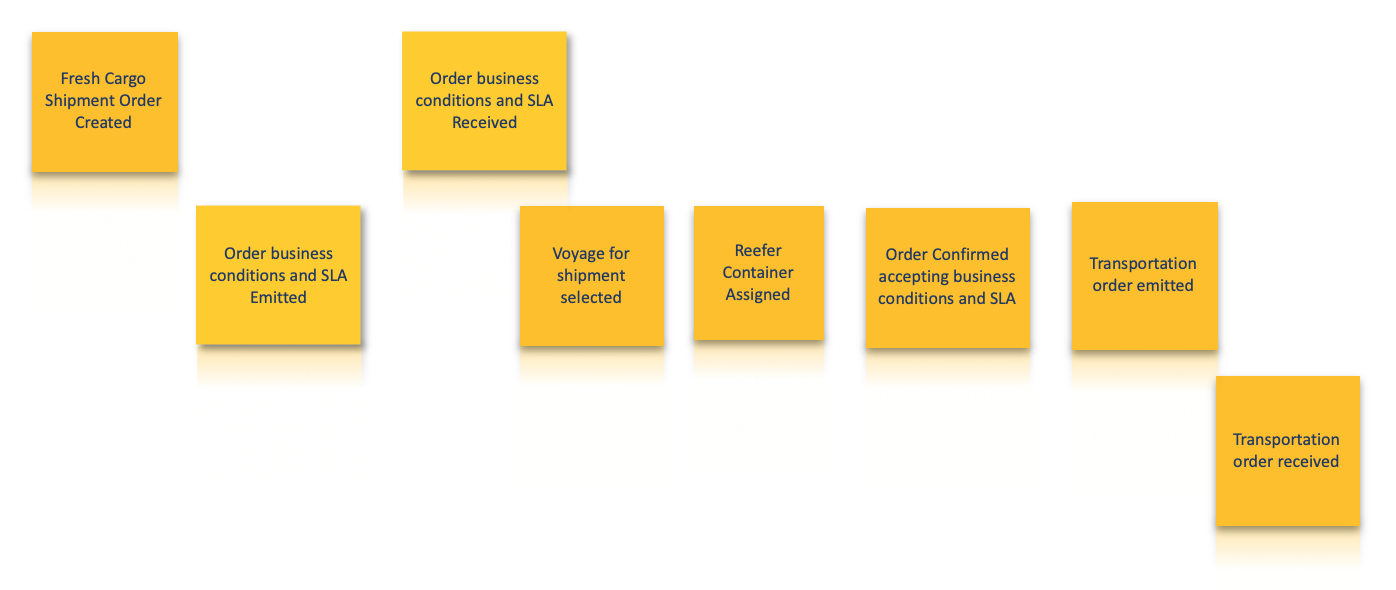 Fresh Cargo
Shipment Order
Created
Order business
conditions and SLA
Emitted
Order business
conditions and SLA
Received
Voyage for
shipment
selected
Reefer
Container
Assigned
Order Confirmed
accepting business
conditions and SLA
Transportation
order emitted
Transportation
order received